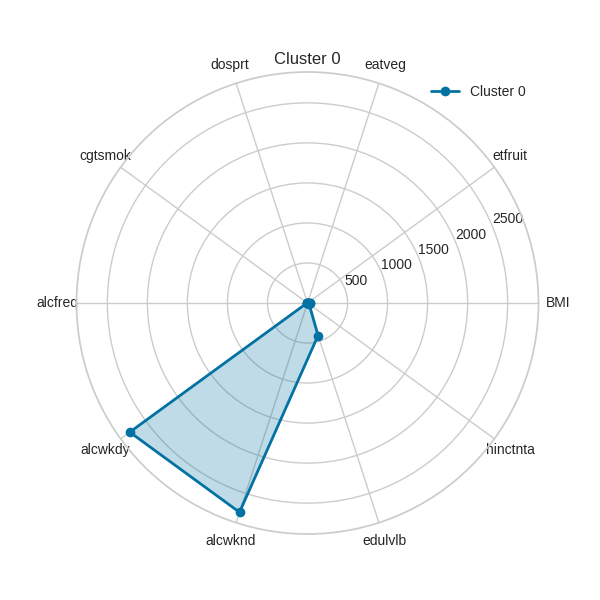 Cluster 0
dosprt
eatveg
Cluster 0
cgtsmok
etfruit
2500
2000
1500
1000
500
alcfreq
BMI
alcwkdy
hinctnta
alcwknd
edulvlb